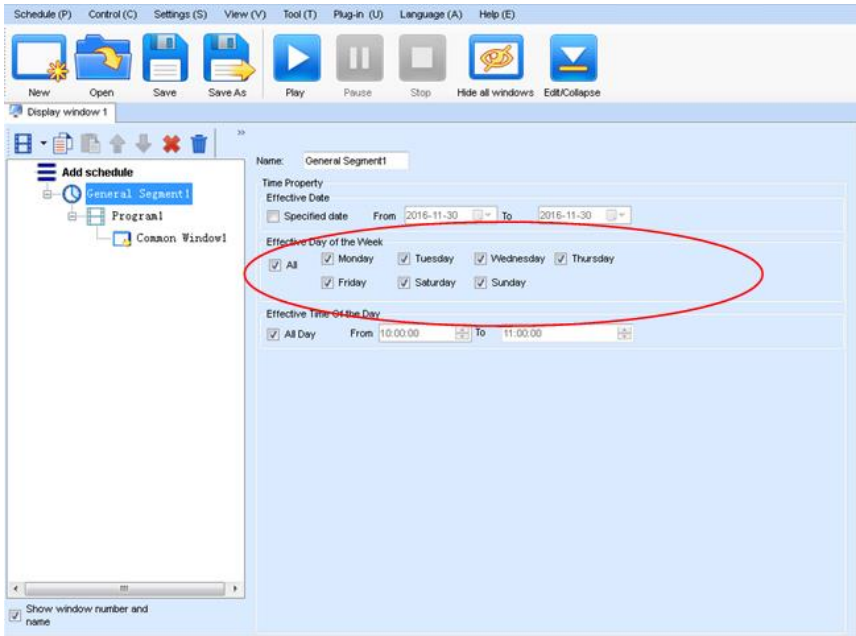 Schedule (P) Control (C) Settings (S) View (V) Tool (T) Plug-in (U) Language (A) Help (E)
New Open Save Save As Play Pause Stop Hide all windows Edit/Collapse
Display window 1
Add schedule
General Segment1
Program1
Common Window1
Show window number and
name
Name: General Segment1
Time Property
Effective Date
Specified date From 2016-11-30 To 2016-11-30
Effective Day of the Week
All Monday Tuesday Wednesday Thursday
Friday Saturday Sunday
Effective Time Of the Day
All Day From 10:00:00 To 11:00:00